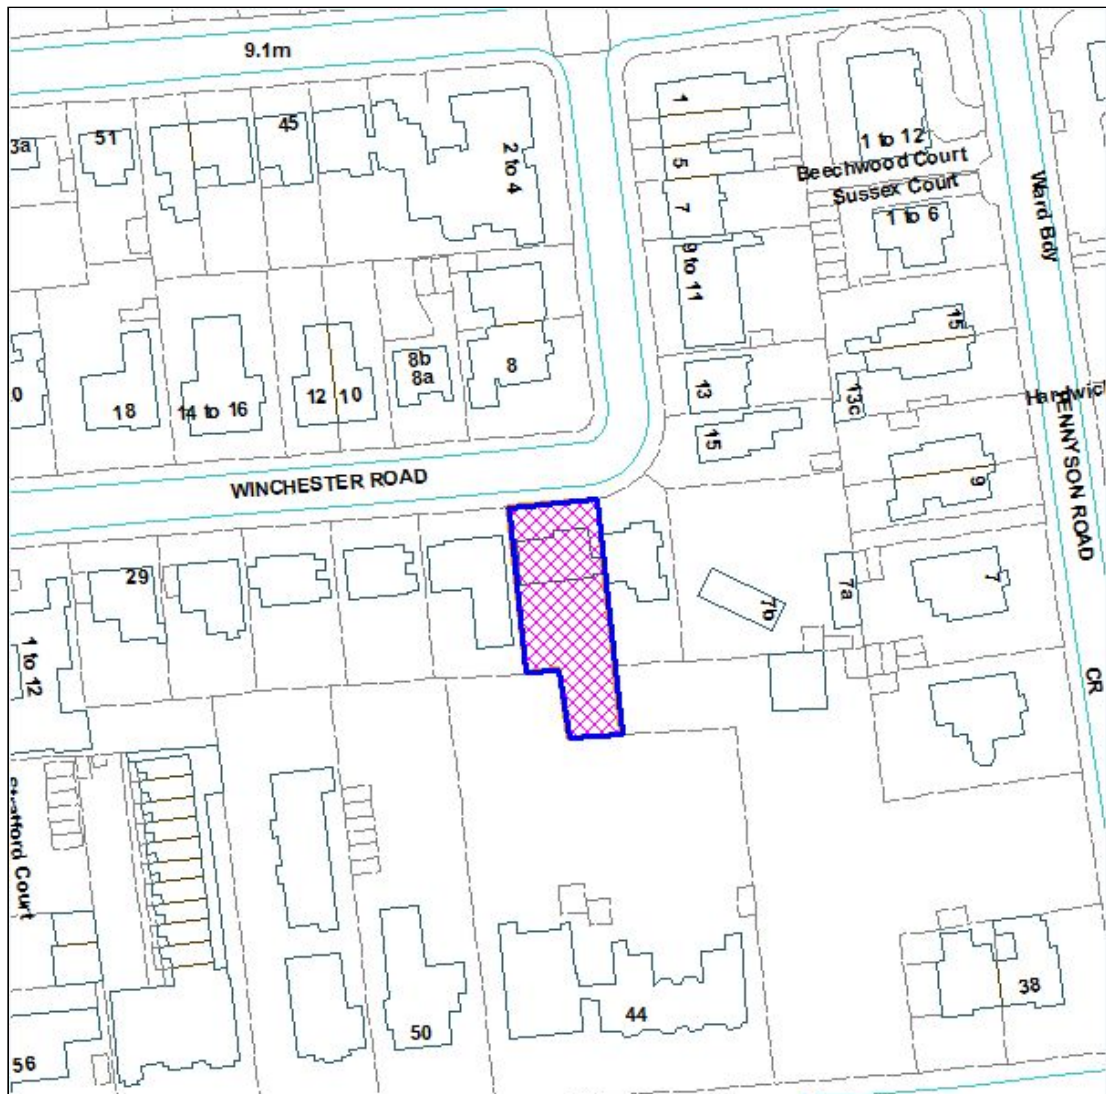 9.1m
3a
51
45
2 to 4
1
5
7
9 to 11
13
15
1 to 12
Beechwood Court
Sussex Court
1 to 6
Ward Bdy
15
13c
9
TENNYSON ROAD
18
14 to 16
12
10
8b
8a
8
WINCHESTER ROAD
29
1 to 12
7b
7a
7
CR
Stratford Court
50
44
38
56